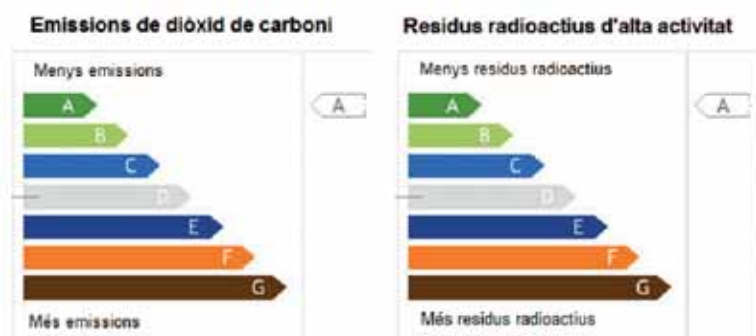 Emissions de diòxid de carboni
Menys emissions
A
A
B
C
D
E
F
G
Més emissions
Residus radioactius d'alta activitat
Menys residus radioactius
A
A
B
C
D
E
F
G
Més residus radioactius